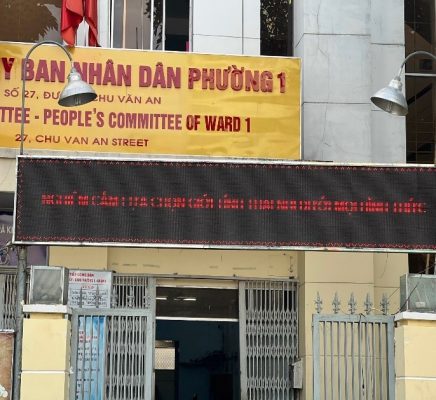 Y BAN NHÂN DÂN PHƯỜNG 1
SỐ 27, ĐƯ CHU VĂN AN
TTEE - PEOPLE'S COMMITTEE OF WARD 1
27, CHU VAN AN STREET
NGHIÊM CẤM LỰA CHỌN GIỚI TÍNH THAI NHI DƯỚI MỌI HÌNH THỨC